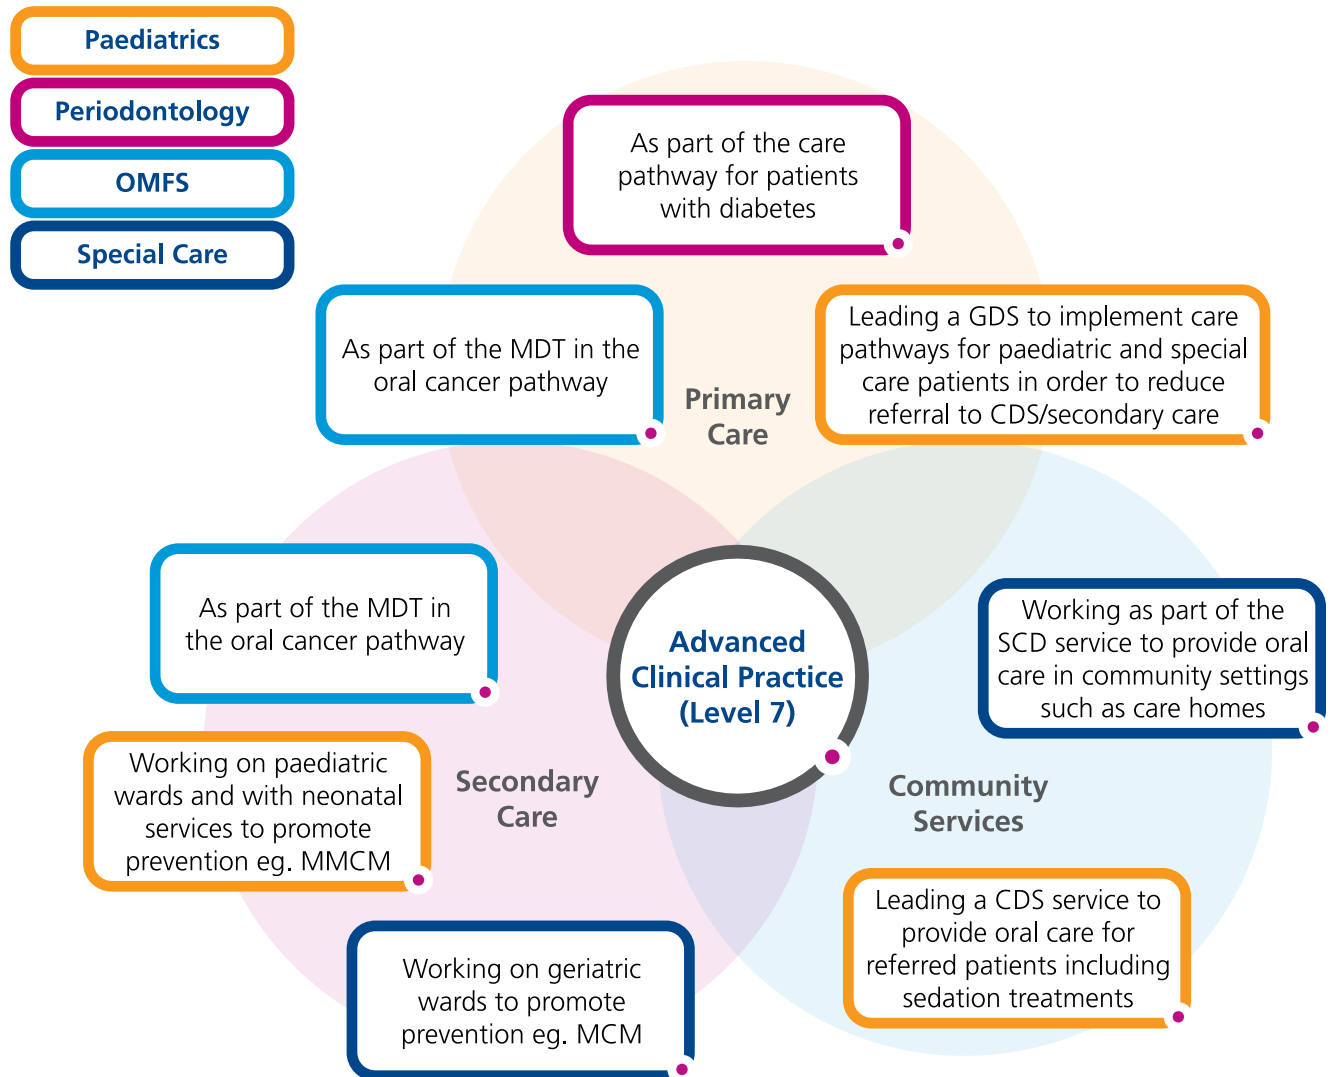 Paediatrics
Periodontology
OMFS
Special Care
As part of the care
pathway for patients
with diabetes
As part of the MDT in the
oral cancer pathway
Primary
Care
Leading a GDS to implement care
pathways for paediatric and special
care patients in order to reduce
referral to CDS/secondary care
As part of the MDT in
the oral cancer pathway
Advanced
Clinical Practice
(Level 7)
Working as part of the
SCD service to provide oral
care in community settings
such as care homes
Working on paediatric
wards and with neonatal
services to promote
prevention eg. MMCM
Secondary
Care
Community
Services
Working on geriatric
wards to promote
prevention eg. MCM
Leading a CDS service to
provide oral care for
referred patients including
sedation treatments